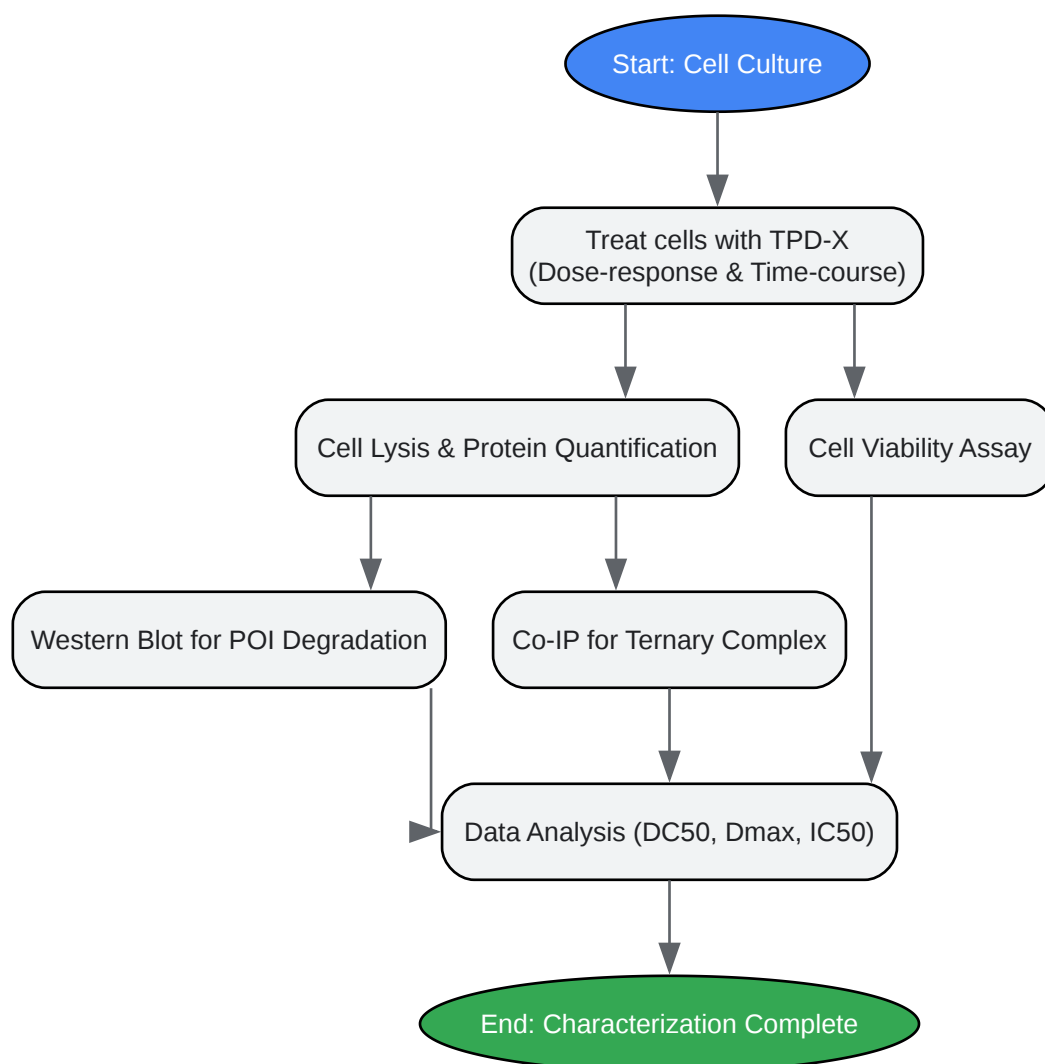 Start: Cell Culture
Treat cells with TPD-X
(Dose-response & Time-course)
Cell Lysis & Protein Quantification
Cell Viability Assay
Western Blot for POI Degradation
Co-IP for Ternary Complex
Data Analysis (DC50, Dmax, IC50)
End: Characterization Complete